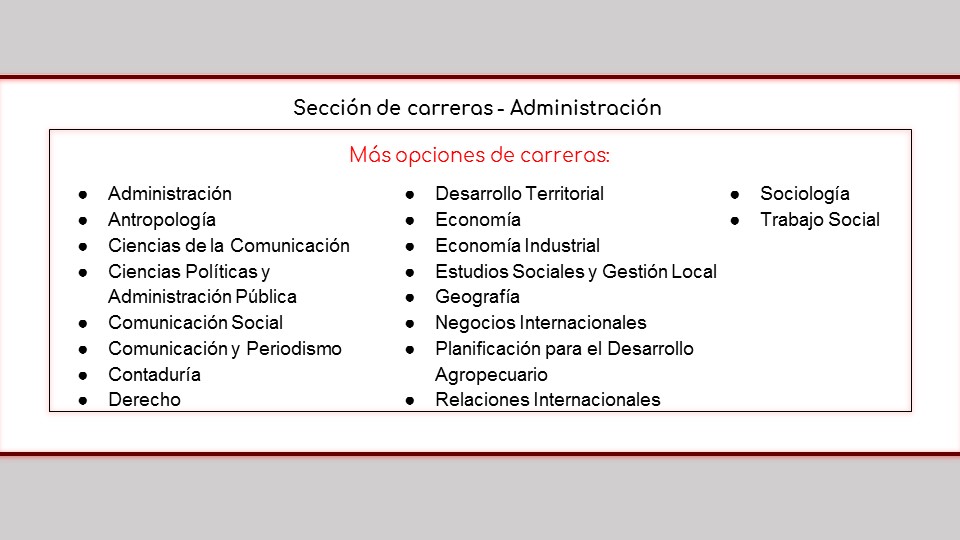 Sección de carreras - Administración
Más opciones de carreras:
● Administración
● Antropología
● Ciencias de la Comunicación
● Ciencias Políticas y
Administración Pública
● Comunicación Social
● Comunicación y Periodismo
● Contaduría
● Derecho
● Desarrollo Territorial
● Economía
● Economía Industrial
● Estudios Sociales y Gestión Local
● Geografía
● Negocios Internacionales
● Planificación para el Desarrollo
Agropecuario
● Relaciones Internacionales
● Sociología
● Trabajo Social